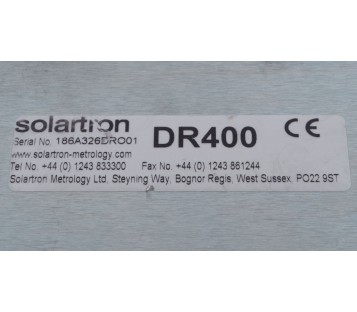 solartron DR400 CE
Serial No. 186A326DRO01
www.solartron-metrology.com
Tel No. +44 (0) 1243 833300 Fax No. +44 (0) 1243 861244
Solartron Metrology Ltd, Steyning Way, Bognor Regis, West Sussex, PO22 9ST